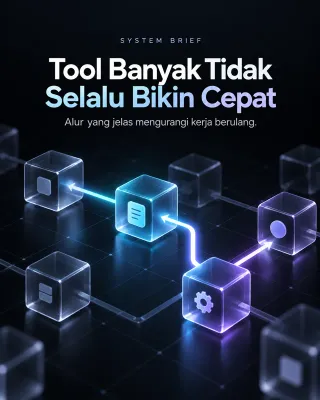 SYSTEM BRIEF
Tool Banyak Tidak
Selalu Bikin Cepat
Alur yang jelas mengurangi kerja berulang.